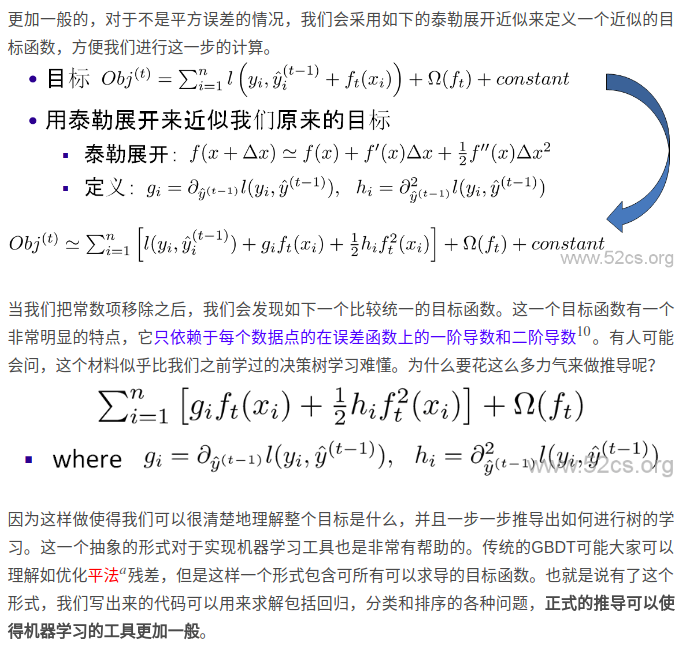 更加一般的，对于不是平方误差的情况，我们会采用如下的泰勒展开近似来定义一个近似的目
标函数，方便我们进行这一步的计算。
• 目标 Obj^{(t)} = \sum_{i=1}^{n} l\left(y_i, \hat{y}_i^{(t-1)} + f_t(x_i)\right) + \Omega(f_t) + constant
• 用泰勒展开来近似我们原来的目标
▪ 泰勒展开: f(x + \Delta x) \simeq f(x) + f'(x)\Delta x + \frac{1}{2} f''(x)\Delta x^2
▪ 定义: g_i = \partial_{\hat{y}^{(t-1)}} l(y_i, \hat{y}^{(t-1)}), h_i = \partial^2_{\hat{y}^{(t-1)}} l(y_i, \hat{y}^{(t-1)})
Obj^{(t)} \simeq \sum_{i=1}^{n} \left[ l(y_i, \hat{y}_i^{(t-1)}) + g_i f_t(x_i) + \frac{1}{2} h_i f_t^2(x_i) \right] + \Omega(f_t) + constant
www.52cs.org
当我们把常数项移除之后，我们会发现如下一个比较统一的目标函数。这一个目标函数有一个
非常明显的特点，它只依赖于每个数据点的在误差函数上的一阶导数和二阶导数^{10}。有人可能
会问，这个材料似乎比我们之前学过的决策树学习难懂。为什么要花这么多力气来做推导呢？
\sum_{i=1}^{n} \left[ g_i f_t(x_i) + \frac{1}{2} h_i f_t^2(x_i) \right] + \Omega(f_t)
▪ where g_i = \partial_{\hat{y}^{(t-1)}} l(y_i, \hat{y}^{(t-1)}), h_i = \partial^2_{\hat{y}^{(t-1)}} l(y_i, \hat{y}^{(t-1)})
www.52cs.org
因为这样做使得我们可以很清楚地理解整个目标是什么，并且一步一步推导出如何进行树的学
习。这一个抽象的形式对于实现机器学习工具也是非常有帮助的。传统的GBDT可能大家可以
理解如优化平法“残差，但是这样一个形式包含可所有可以求导的目标函数。也就是说有了这个
形式，我们写出来的代码可以用来求解包括回归，分类和排序的各种问题，正式的推导可以使
得机器学习的工具更加一般。